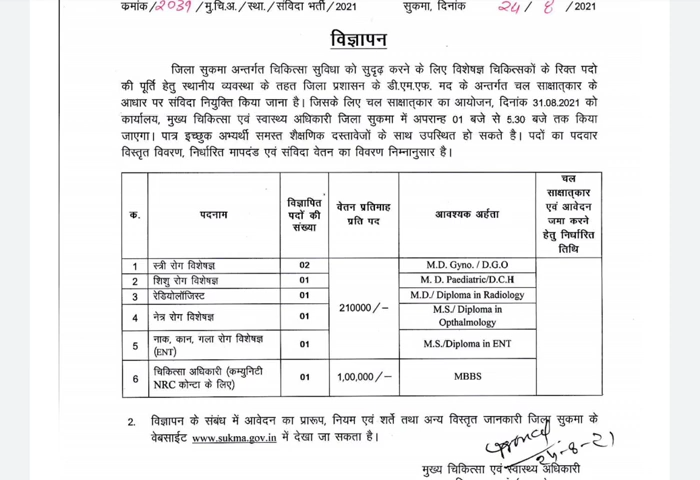 कमांक/2039/मु.चि.अ./स्था./संविदा भर्ती/2021 सुकमा, दिनांक 24/8/2021
विज्ञापन
जिला सुकमा अन्तर्गत चिकित्सा सुविधा को सुदृढ़ करने के लिए विशेषज्ञ चिकित्सकों के रिक्त पदो
की पूर्ति हेतु स्थानीय व्यवस्था के तहत जिला प्रशासन के डी.एम.एफ. मद के अन्तर्गत चल साक्षात्कार के
आधार पर संविदा नियुक्ति किया जाना है। जिसके लिए चल साक्षात्कार का आयोजन, दिनांक 31.08.2021 को
कार्यालय, मुख्य चिकित्सा एवं स्वास्थ्य अधिकारी जिला सुकमा में अपरान्ह 01 बजे से 5.30 बजे तक किया
जाएगा। पात्र इच्छुक अभ्यर्थी समस्त शैक्षणिक दस्तावेजों के साथ उपस्थित हो सकते है। पदों का पदवार
विस्तृत विवरण, निर्धारित मापदंड एवं संविदा वेतन का विवरण निम्नानुसार है।
क. पदनाम विज्ञापित पदों की संख्या वेतन प्रतिमाह प्रति पद आवश्यक अर्हता चल साक्षात्कार एवं आवेदन जमा करने हेतु निर्धारित तिथि
1 स्त्री रोग विशेषज्ञ 02 M.D. Gyno. / D.G.O
2 शिशु रोग विशेषज्ञ 01 M. D. Paediatric/D.C.H
3 रेडियोलॉजिस्ट 01 210000/- M.D./ Diploma in Radology
4 नेत्र रोग विशेषज्ञ 01 M.S./ Diploma in
Opthalmology
5 नाक, कान, गला रोग विशेषज्ञ 01 M.S./Diploma in ENT
(ENT)
6 चिकित्सा अधिकारी (कम्युनिटी 01 1,00,000/- MBBS
NRC कोन्टा के लिए)
2. विज्ञापन के संबंध में आवेदन का प्रारूप, नियम एवं शर्ते तथा अन्य विस्तृत जानकारी जिला सुकमा के
वेबसाईट www.sukma.gov.in में देखा जा सकता है।
24-8-21
मुख्य चिकित्सा एवं स्वास्थ्य अधिकारी